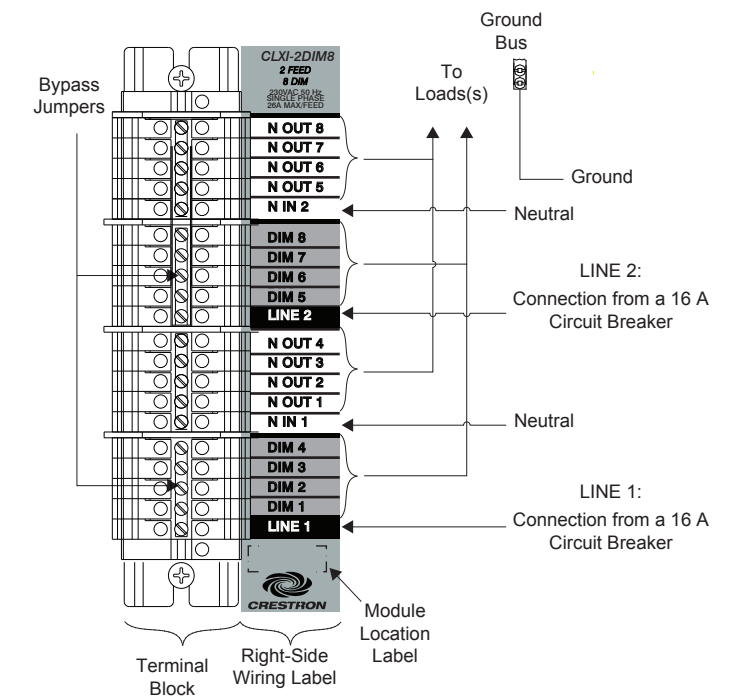 Ground
Bus
CLXI-2DIM8
2 FEED
8 DIM
230VAC 50 Hz
SINGLE PHASE
26A MAX/FEED
To
Loads(s)
Bypass
Jumpers
N OUT 8
N OUT 7
N OUT 6
N OUT 5
N IN 2
Ground
Neutral
DIM 8
DIM 7
DIM 6
DIM 5
LINE 2
LINE 2:
Connection from a 16 A
Circuit Breaker
N OUT 4
N OUT 3
N OUT 2
N OUT 1
N IN 1
Neutral
DIM 4
DIM 3
DIM 2
DIM 1
LINE 1
LINE 1:
Connection from a 16 A
Circuit Breaker
CRESTRON
Module
Location
Label
Terminal
Block
Right-Side
Wiring Label